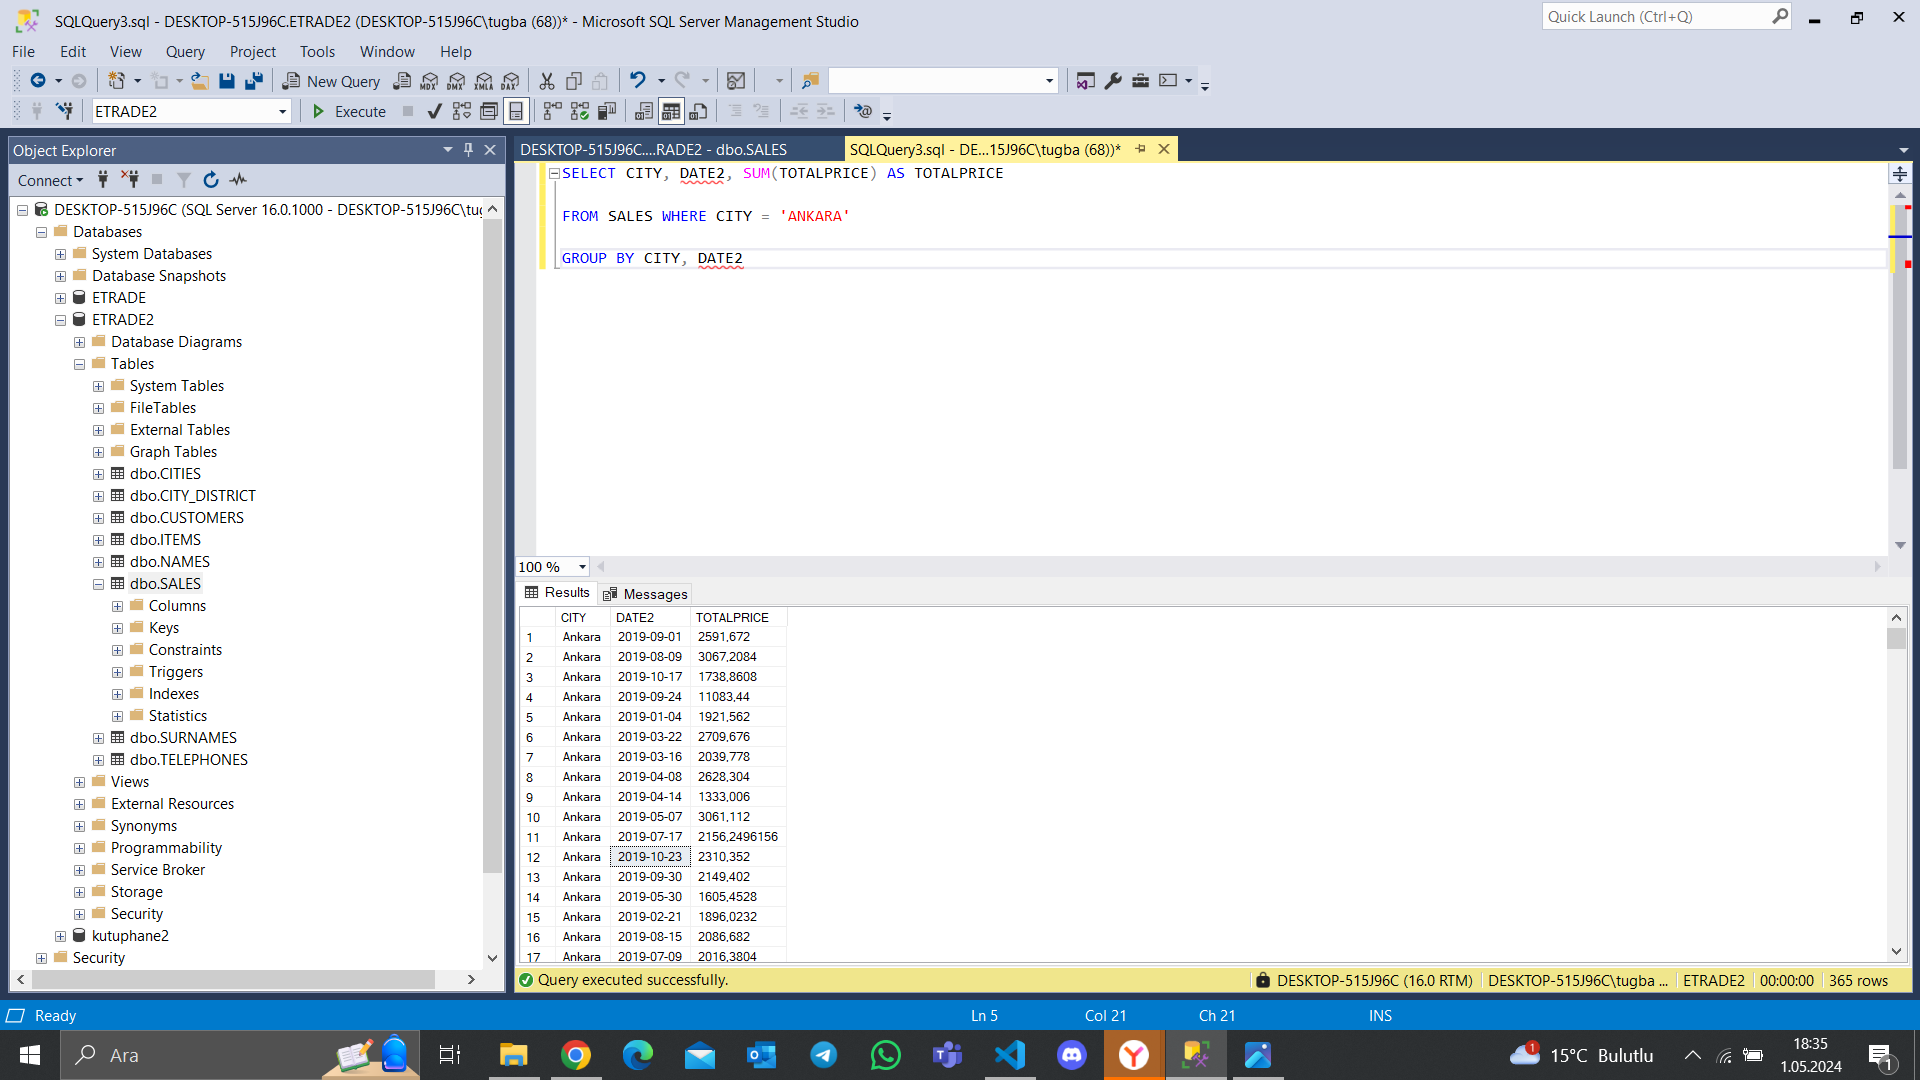 SQLQuery3.sql - DESKTOP-515J96C.ETRADE2 (DESKTOP-515J96C\tugba (68))* - Microsoft SQL Server Management Studio
Quick Launch (Ctrl+Q)
File Edit View Query Project Tools Window Help
New Query MDX DMX XMLA DAX
ETRADE2 Execute
Object Explorer
Connect
DESKTOP-515J96C (SQL Server 16.0.1000 - DESKTOP-515J96C\tug
Databases
System Databases
Database Snapshots
ETRADE
ETRADE2
Database Diagrams
Tables
System Tables
FileTables
External Tables
Graph Tables
dbo.CITIES
dbo.CITY_DISTRICT
dbo.CUSTOMERS
dbo.ITEMS
dbo.NAMES
dbo.SALES
Columns
Keys
Constraints
Triggers
Indexes
Statistics
dbo.SURNAMES
dbo.TELEPHONES
Views
External Resources
Synonyms
Programmability
Service Broker
Storage
Security
kutuphane2
Security
DESKTOP-515J96C....RADE2 - dbo.SALES
SQLQuery3.sql - DE...15J96C\tugba (68))*
SELECT CITY, DATE2, SUM(TOTALPRICE) AS TOTALPRICE
FROM SALES WHERE CITY = 'ANKARA'
GROUP BY CITY, DATE2
100 %
Results Messages
CITY DATE2 TOTALPRICE
1 Ankara 2019-09-01 2591,672
2 Ankara 2019-08-09 3067,2084
3 Ankara 2019-10-17 1738,8608
4 Ankara 2019-09-24 11083,44
5 Ankara 2019-01-04 1921,562
6 Ankara 2019-03-22 2709,676
7 Ankara 2019-03-16 2039,778
8 Ankara 2019-04-08 2628,304
9 Ankara 2019-04-14 1333,006
10 Ankara 2019-05-07 3061,112
11 Ankara 2019-07-17 2156,2496156
12 Ankara 2019-10-23 2310,352
13 Ankara 2019-09-30 2149,402
14 Ankara 2019-05-30 1605,4528
15 Ankara 2019-02-21 1896,0232
16 Ankara 2019-08-15 2086,682
17 Ankara 2019-07-09 2016,3804
Query executed successfully.
DESKTOP-515J96C (16.0 RTM) DESKTOP-515J96C\tugba ... ETRADE2 00:00:00 365 rows
Ready Ln 5 Col 21 Ch 21 INS
Ara
1 15°C Bulutlu
18:35
1.05.2024
1